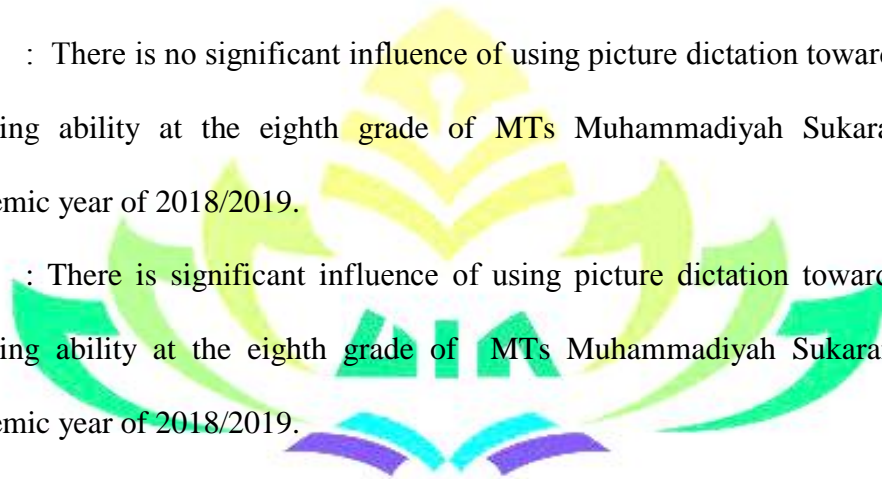 : There is no significant influence of using picture dictation toward
ing ability at the eighth grade of MTs Muhammadiyah Sukara
emic year of 2018/2019.
: There is significant influence of using picture dictation toward
ing ability at the eighth grade of MTs Muhammadiyah Sukara
emic year of 2018/2019.